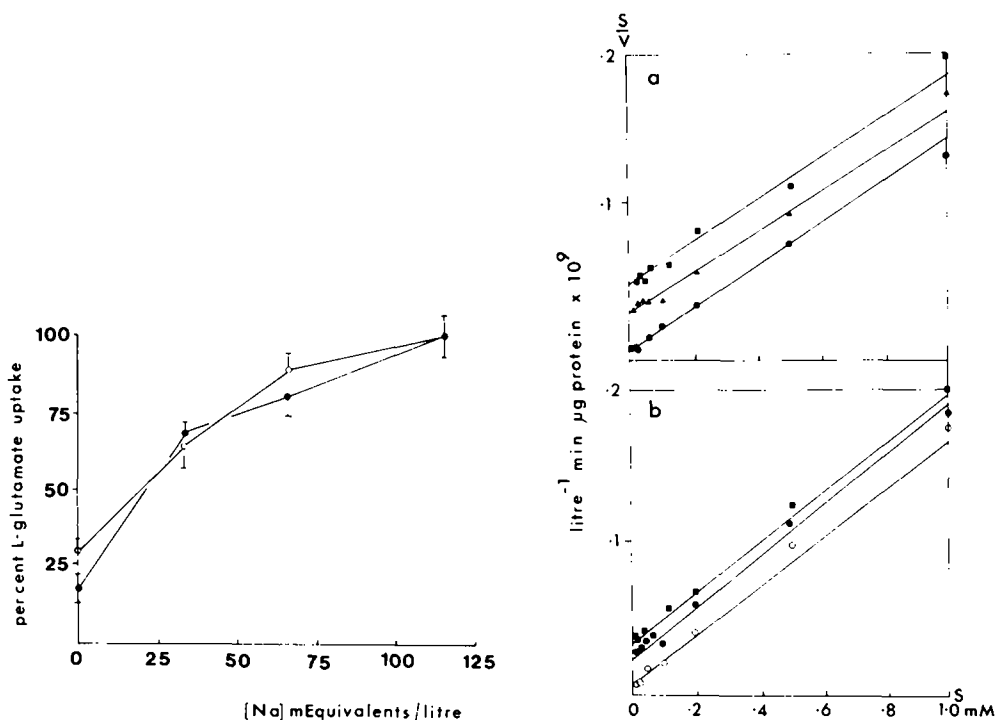 100
75
50
25
0
25
50
75
100
125
per cent L-glutamate uptake
[Na] mEquivalents/litre
S
V
a
·2
·1
b
·2
·1
litre⁻¹ min µg protein × 10⁹
0
·2
·4
·6
·8
1·0 mM
S